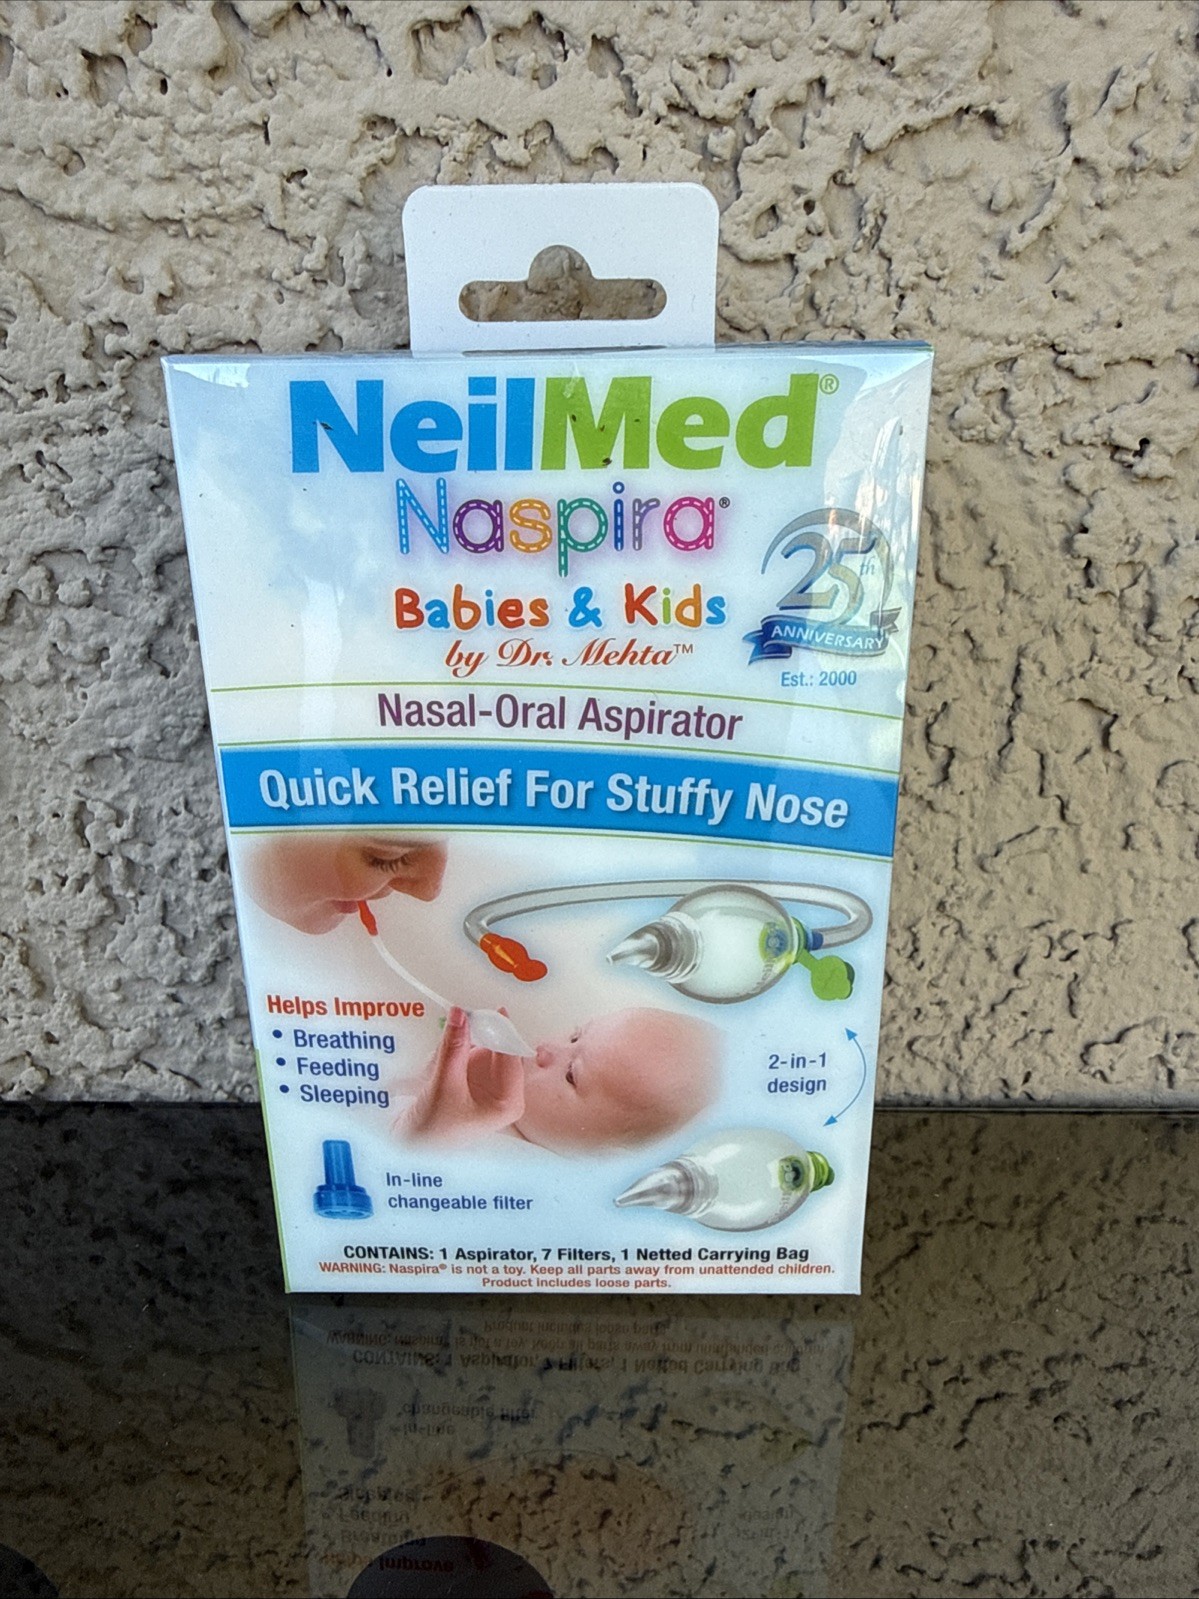 NeilMed®
Naspira®
Babies & Kids
by Dr. Mehta™
25th
ANNIVERSARY
Est.: 2000
Nasal-Oral Aspirator
Quick Relief For Stuffy Nose
Helps Improve
• Breathing
• Feeding
• Sleeping
2-in-1
design
In-line
changeable filter
CONTAINS: 1 Aspirator, 7 Filters, 1 Netted Carrying Bag
WARNING: Naspira® is not a toy. Keep all parts away from unattended children.
Product includes loose parts.